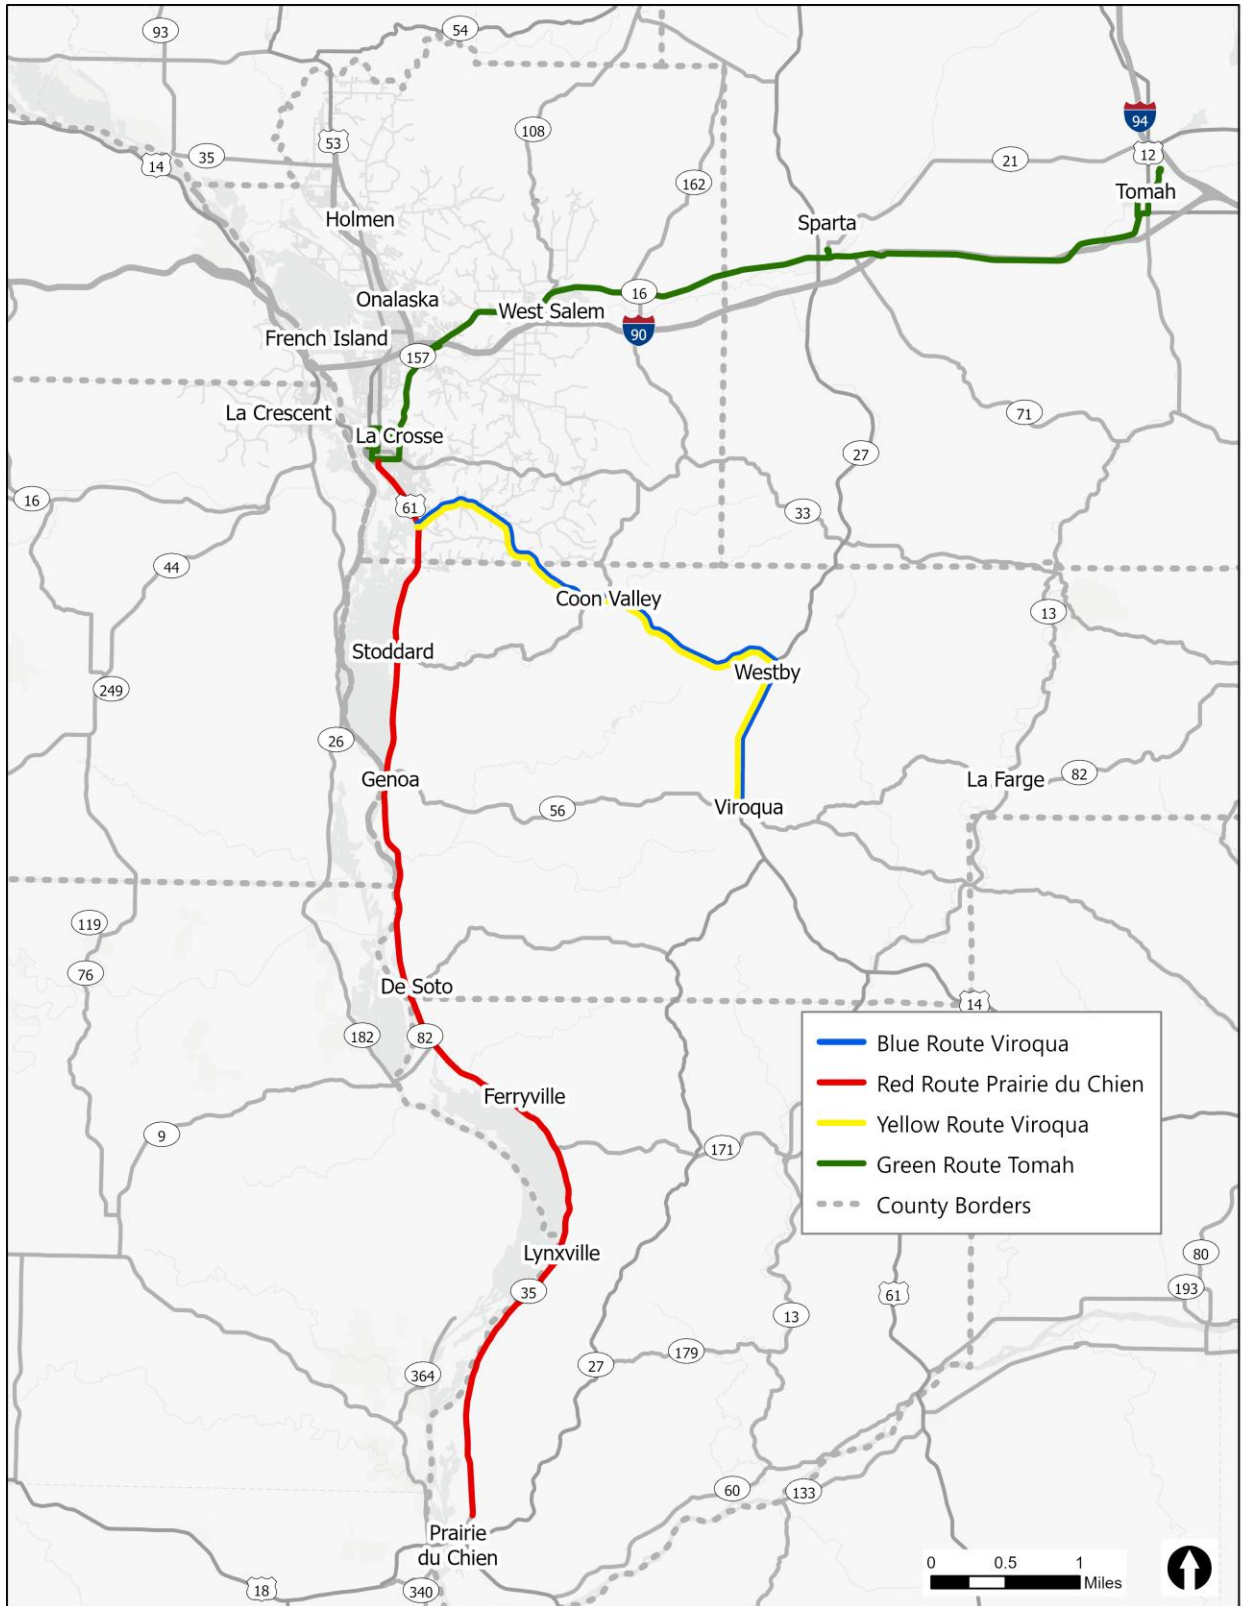 93
54
94
53
108
12
35
21
14
162
Tomah
Holmen
Sparta
16
Onalaska
West Salem
90
French Island
157
La Crescent
71
La Crosse
27
16
61
33
44
Coon Valley
13
Stoddard
Westby
249
26
Genoa
La Farge
82
56
Viroqua
119
76
De Soto
14
182
82
Blue Route Viroqua
Red Route Prairie du Chien
Ferryville
Yellow Route Viroqua
9
171
Green Route Tomah
County Borders
Lynxville
80
35
61
193
13
179
27
364
60
133
Prairie
du Chien
0 0.5 1
Miles
18
340